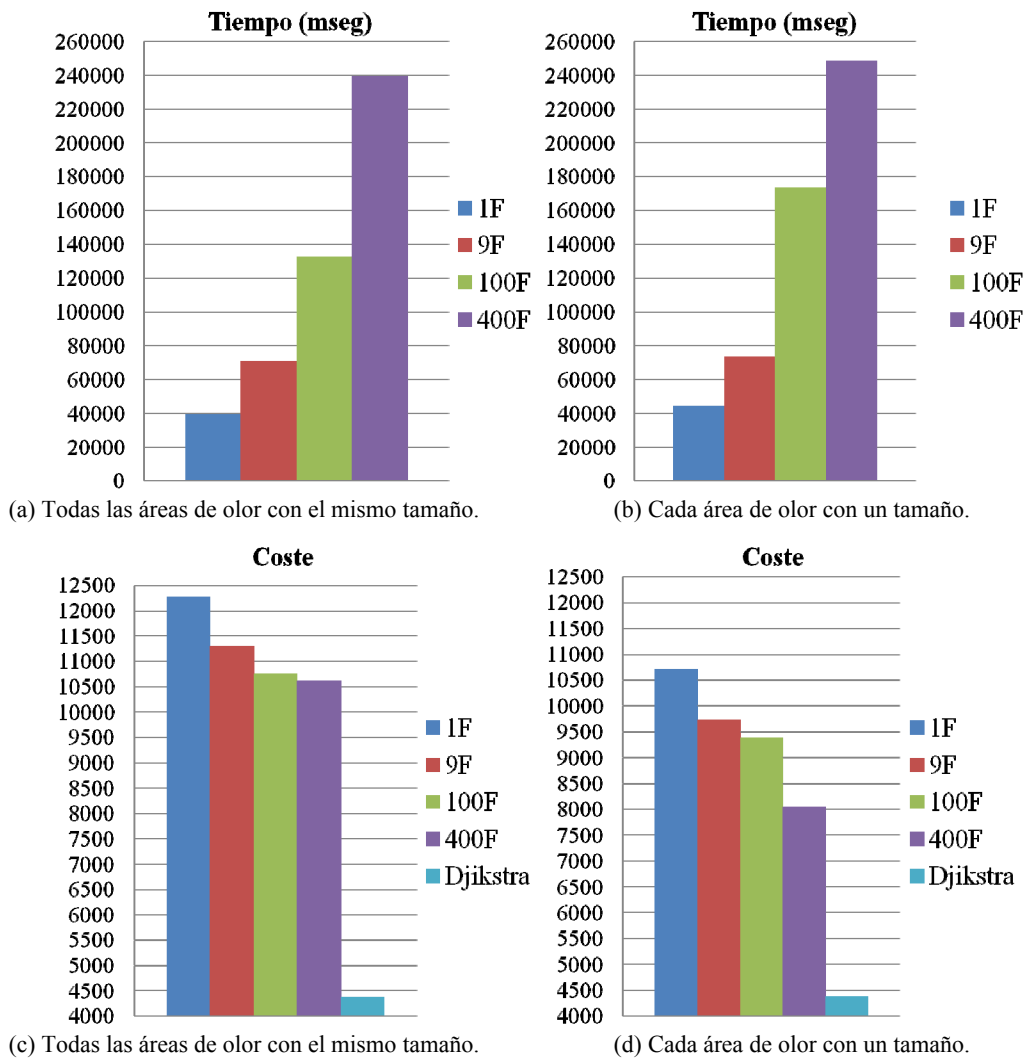 Tiempo (mseg)
260000
240000
220000
200000
180000
160000
140000
120000
100000
80000
60000
40000
20000
0
1F
9F
100F
400F
(a) Todas las áreas de olor con el mismo tamaño.
Tiempo (mseg)
260000
240000
220000
200000
180000
160000
140000
120000
100000
80000
60000
40000
20000
0
1F
9F
100F
400F
(b) Cada área de olor con un tamaño.
Coste
12500
12000
11500
11000
10500
10000
9500
9000
8500
8000
7500
7000
6500
6000
5500
5000
4500
4000
1F
9F
100F
400F
Djikstra
(c) Todas las áreas de olor con el mismo tamaño.
Coste
12500
12000
11500
11000
10500
10000
9500
9000
8500
8000
7500
7000
6500
6000
5500
5000
4500
4000
1F
9F
100F
400F
Djikstra
(d) Cada área de olor con un tamaño.